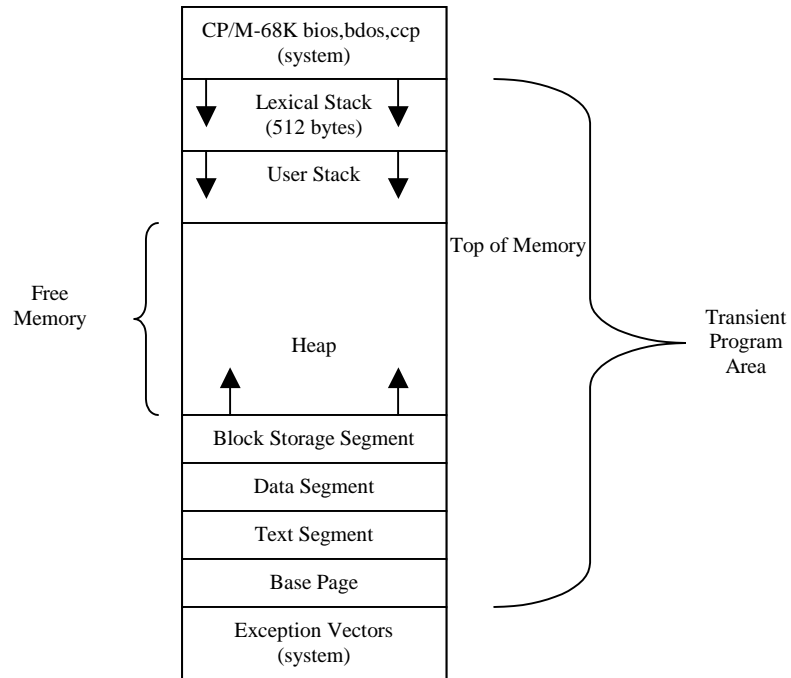 CP/M-68K bios,bdos,ccp
(system)
Lexical Stack
(512 bytes)
User Stack
Top of Memory
Free
Memory
Heap
Transient
Program
Area
Block Storage Segment
Data Segment
Text Segment
Base Page
Exception Vectors
(system)